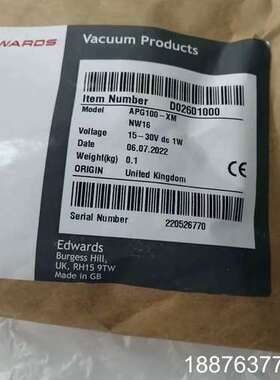 WARDS
Vacuum Products
Item Number D02601000
Model APG100-XM
NW16
Voltage 15-30V dc 1W
Date 06.07.2022
Weight(kg) 0.1
ORIGIN United Kingdom
CE
Serial Number 220526770
Edwards
Burgess Hill,
UK, RH15 9TW
Made in GB
18876377